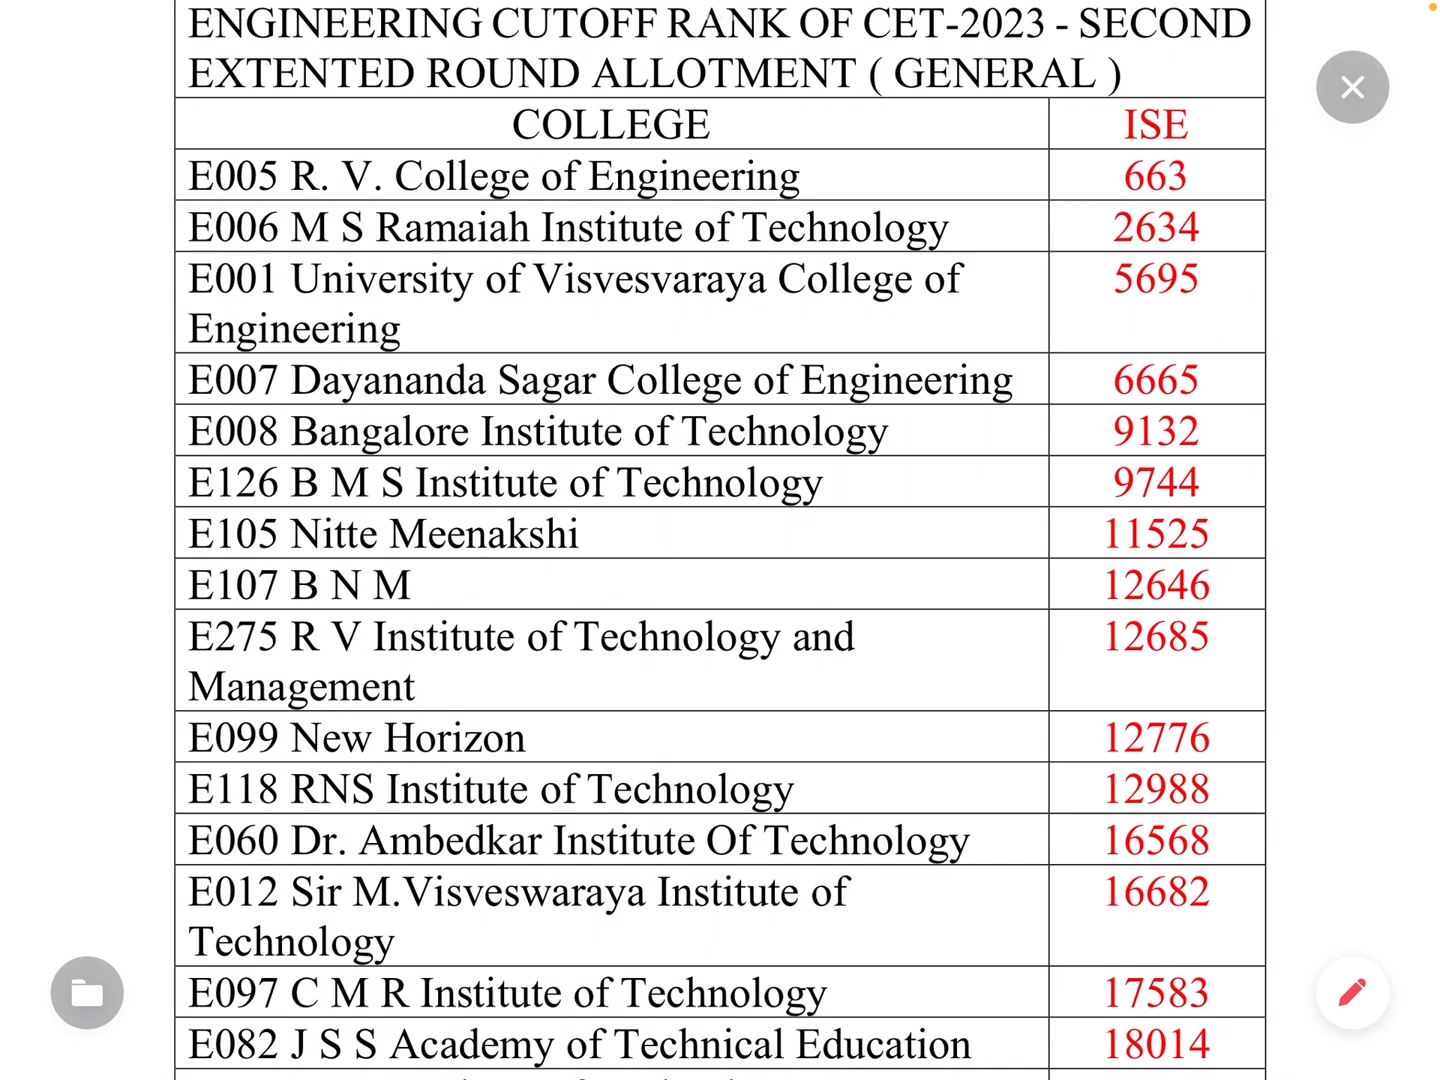 ENGINEERING CUTOFF RANK OF CET-2023 - SECOND
EXTENTED ROUND ALLOTMENT ( GENERAL )
COLLEGE ISE
E005 R. V. College of Engineering 663
E006 M S Ramaiah Institute of Technology 2634
E001 University of Visvesvaraya College of 5695
Engineering
E007 Dayananda Sagar College of Engineering 6665
E008 Bangalore Institute of Technology 9132
E126 B M S Institute of Technology 9744
E105 Nitte Meenakshi 11525
E107 B N M 12646
E275 R V Institute of Technology and 12685
Management
E099 New Horizon 12776
E118 RNS Institute of Technology 12988
E060 Dr. Ambedkar Institute Of Technology 16568
E012 Sir M.Visveswaraya Institute of 16682
Technology
E097 C M R Institute of Technology 17583
E082 J S S Academy of Technical Education 18014